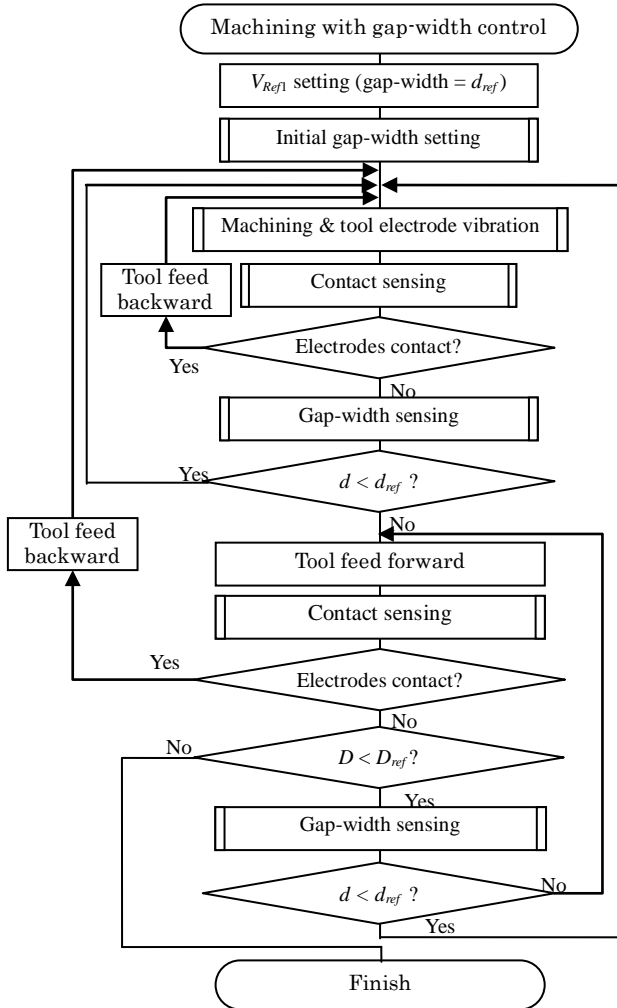 Machining with gap-width control
V_Ref1 setting (gap-width = d_ref)
Initial gap-width setting
Machining & tool electrode vibration
Tool feed
backward
Contact sensing
Electrodes contact?
Yes
No
Gap-width sensing
Yes
d < d_ref ?
No
Tool feed
backward
Tool feed forward
Contact sensing
Yes
Electrodes contact?
No
No
D < D_ref?
Yes
Gap-width sensing
d < d_ref ?
No
Yes
Finish